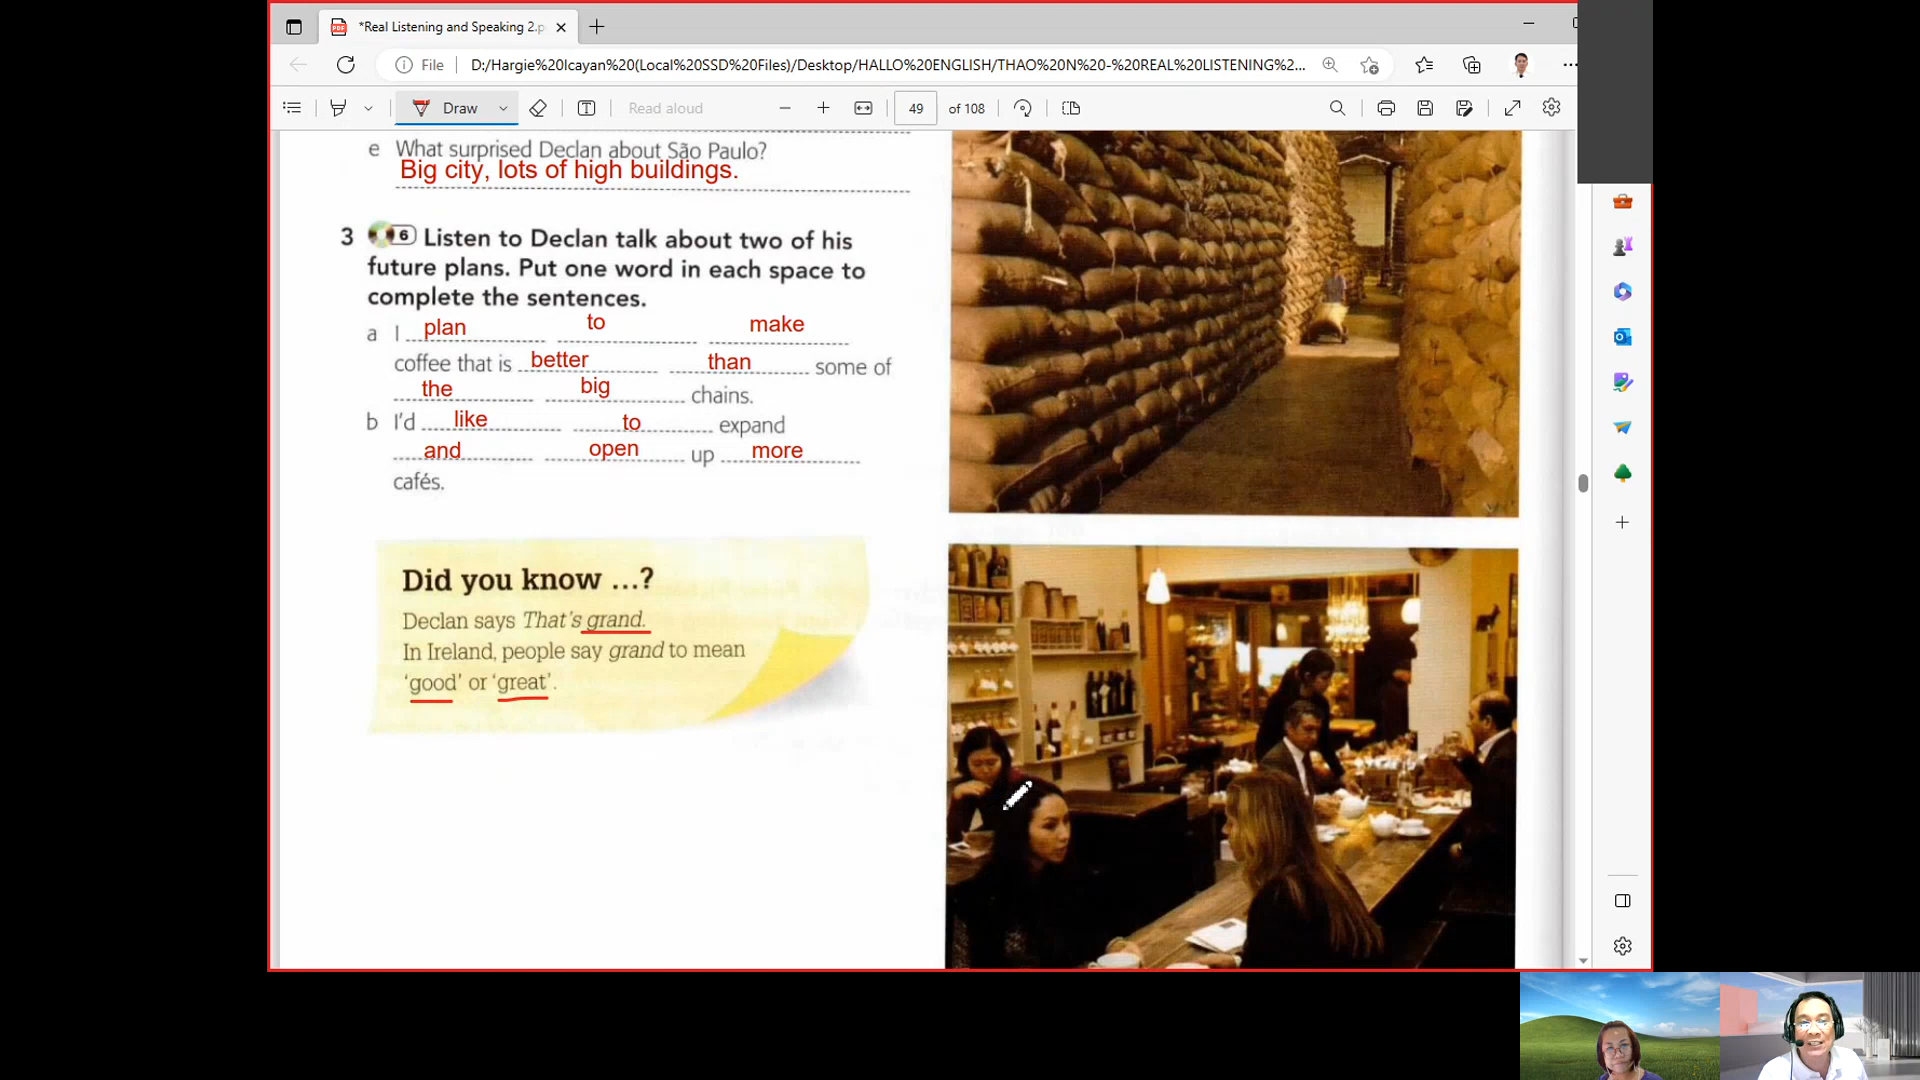 *Real Listening and Speaking 2.p
File D:/Hargie%20Icayan%20(Local%20SSD%20Files)/Desktop/HALLO%20ENGLISH/THAO%20N%20-%20REAL%20LISTENING%2...
Draw Read aloud 49 of 108
e What surprised Declan about São Paulo?
Big city, lots of high buildings.
3 6 Listen to Declan talk about two of his
future plans. Put one word in each space to
complete the sentences.
a I plan to make
coffee that is better than some of
the big chains.
b I'd like to expand
and open up more
cafés.
Did you know ...?
Declan says That's grand.
In Ireland, people say grand to mean
'good' or 'great'.